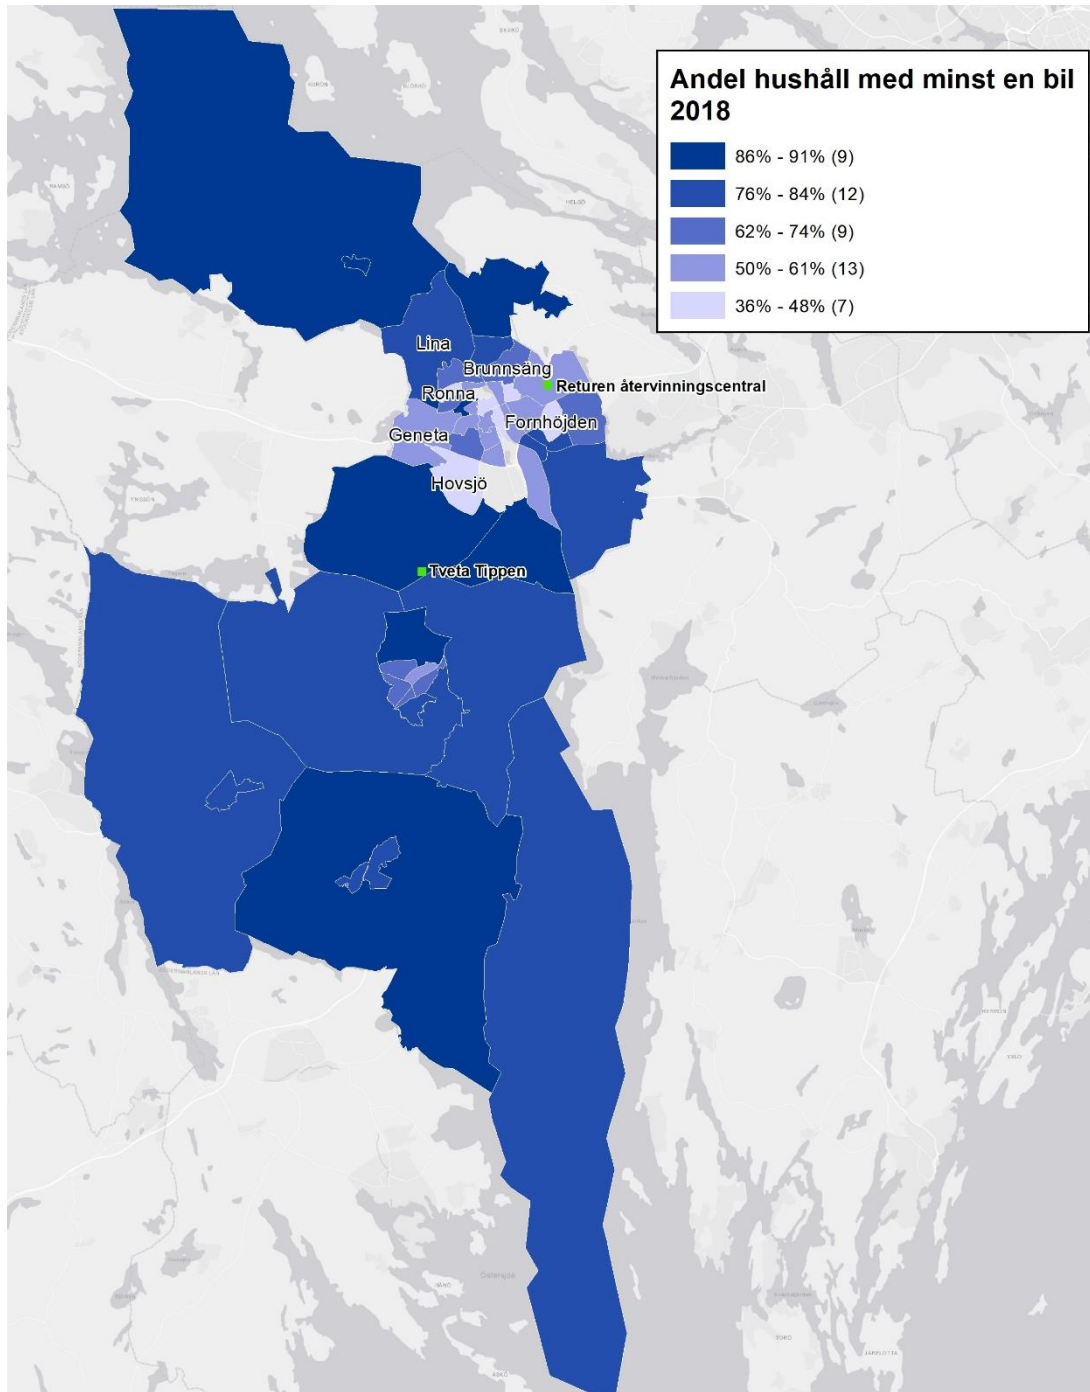 Andel hushåll med minst en bil
2018
86% - 91% (9)
76% - 84% (12)
62% - 74% (9)
50% - 61% (13)
36% - 48% (7)
Lina
Brunnsäng
Returen återvinningscentral
Ronna
Fornhöjden
Geneta
Hovsjö
Tveta Tippen